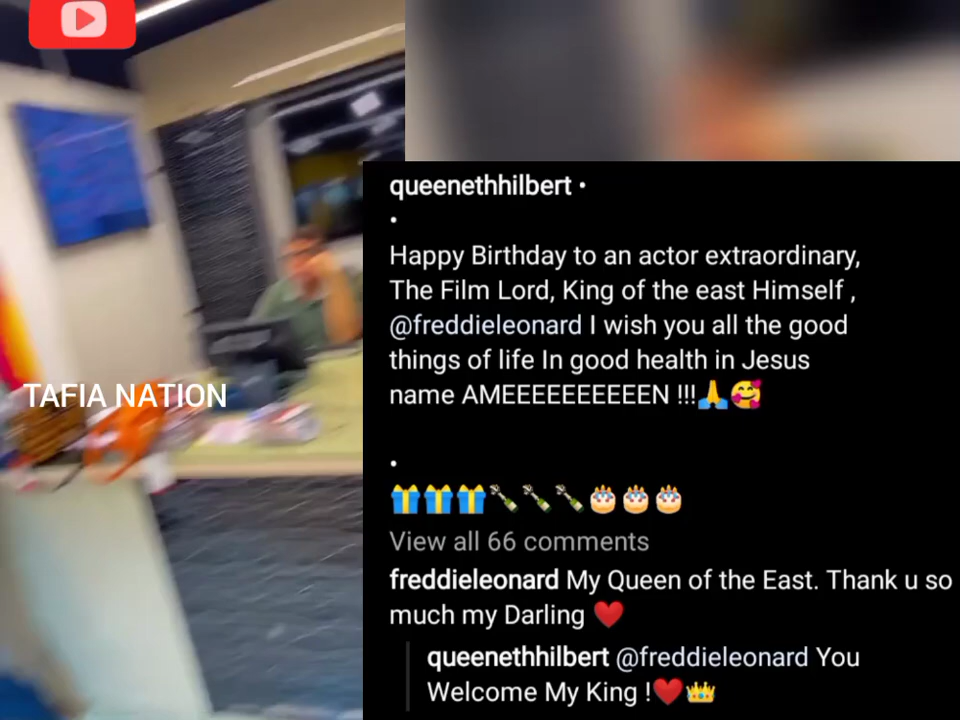 TAFIA NATION
queenethhilbert •
•
Happy Birthday to an actor extraordinary,
The Film Lord, King of the east Himself ,
@freddieleonard I wish you all the good
things of life In good health in Jesus
name AMEEEEEEEEEEN !!!🙏🥰
•
🎁🎁🎁🍾🍾🍾🎂🎂🎂
View all 66 comments
freddieleonard My Queen of the East. Thank u so
much my Darling ❤️
queenethhilbert @freddieleonard You
Welcome My King !❤️👑